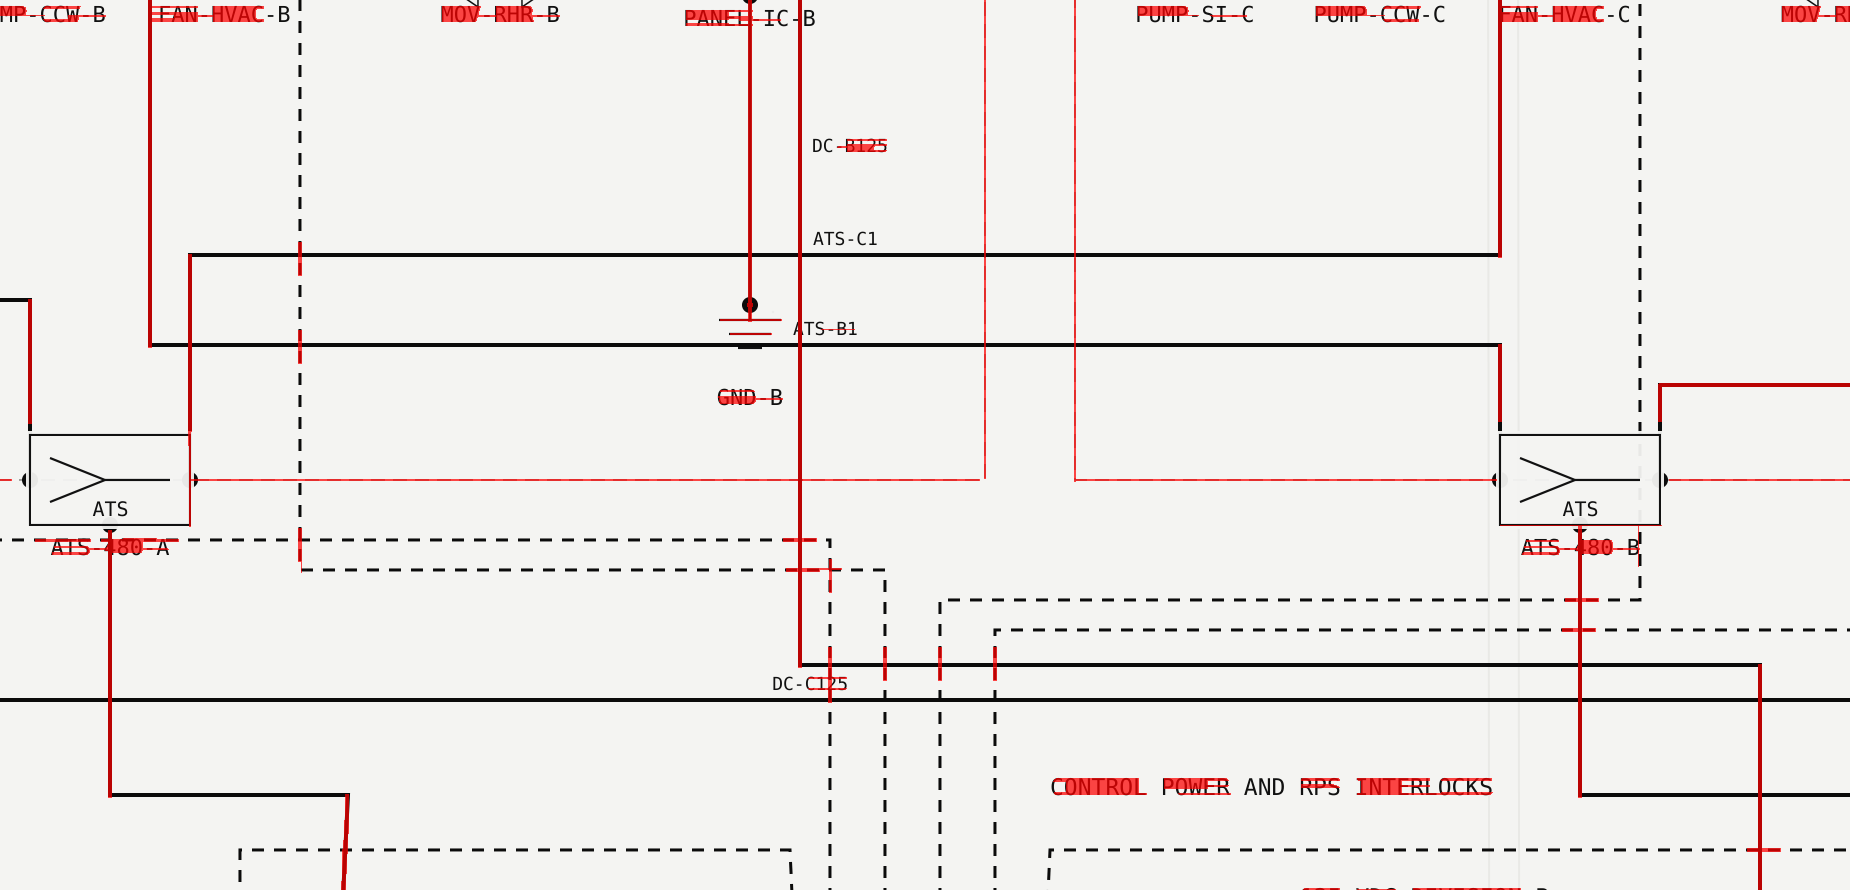 MP-CCW-B
FAN-HVAC-B
MOV-RHR-B
PANEL-IC-B
PUMP-SI-C
PUMP-CCW-C
FAN-HVAC-C
DC-B125
ATS-C1
ATS-B1
GND-B
ATS
ATS
ATS-480-A
ATS-480-B
DC-C125
CONTROL POWER AND RPS INTERLOCKS